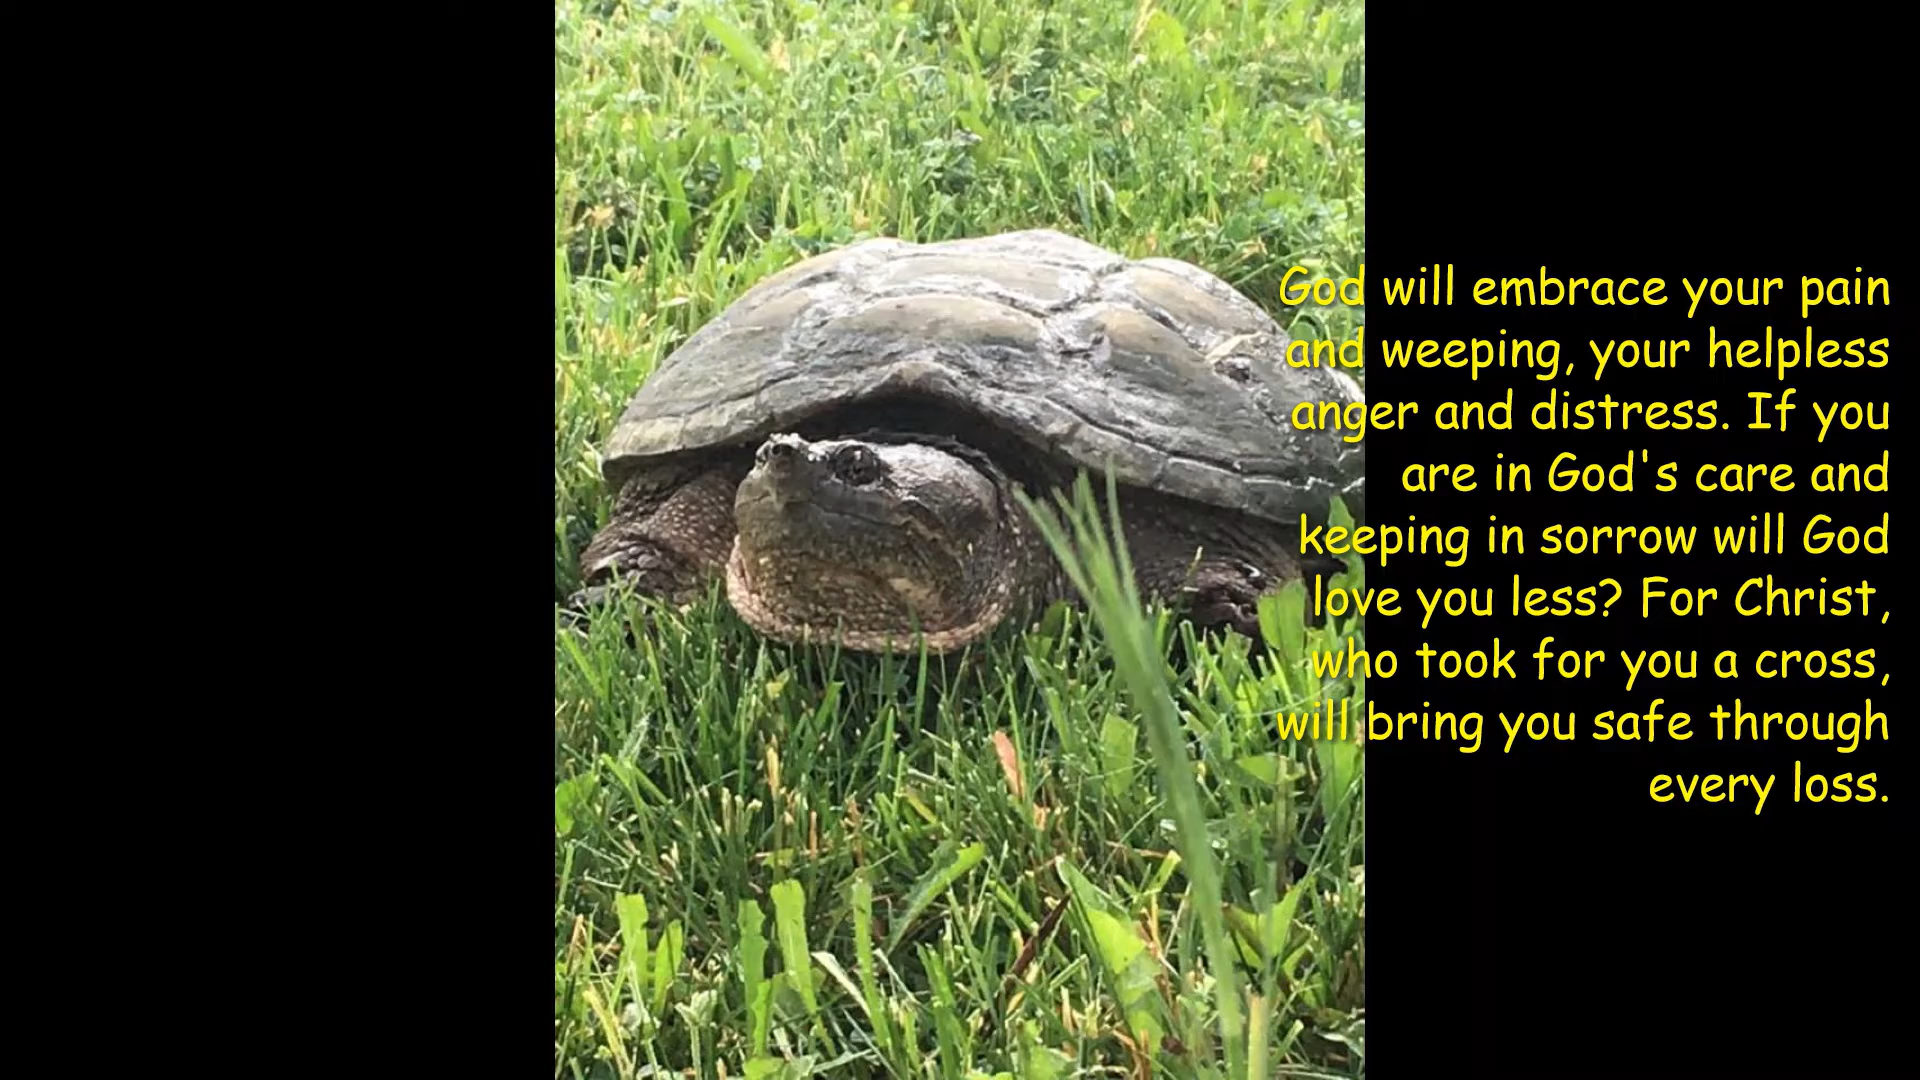 God will embrace your pain
and weeping, your helpless
anger and distress. If you
are in God's care and
keeping in sorrow will God
love you less? For Christ,
who took for you a cross,
will bring you safe through
every loss.